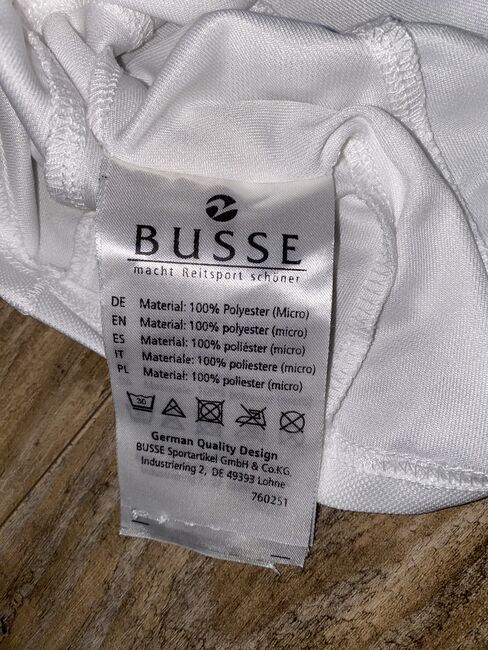 BUSSE
macht Reitsport schöner
DE Material: 100% Polyester (Micro)
EN Material: 100% polyester (micro)
ES Material: 100% poliéster (micro)
IT Materiale: 100% poliestere (micro)
PL Material: 100% poliester (micro)
30
German Quality Design
BUSSE Sportartikel GmbH & Co.KG.
Industriering 2, DE 49393 Lohne
760251